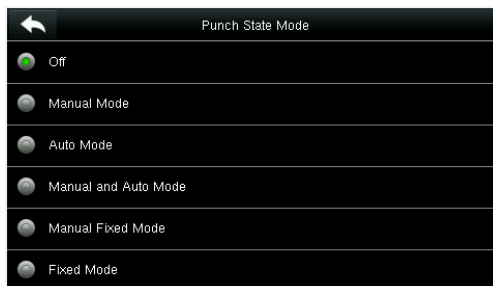 Punch State Mode
Off
Manual Mode
Auto Mode
Manual and Auto Mode
Manual Fixed Mode
Fixed Mode